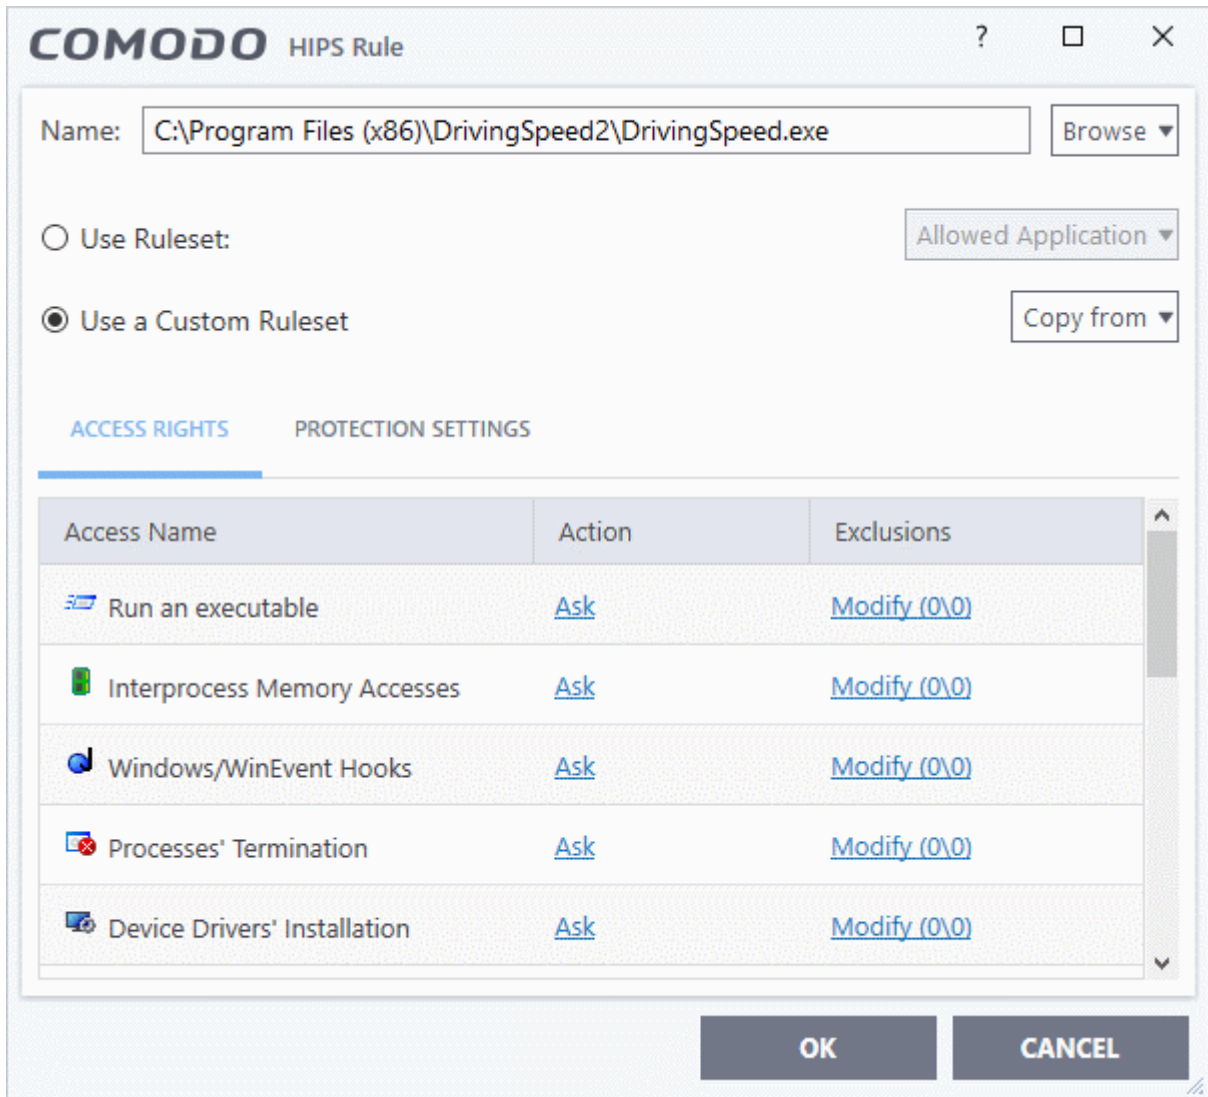 COMODO HIPS Rule ?
Name: C:\Program Files (x86)\DrivingSpeed2\DrivingSpeed.exe Browse
Use Ruleset: Allowed Application
Use a Custom Ruleset Copy from
ACCESS RIGHTS PROTECTION SETTINGS
Access Name Action Exclusions
Run an executable Ask Modify (0\0)
Interprocess Memory Accesses Ask Modify (0\0)
Windows/WinEvent Hooks Ask Modify (0\0)
Processes' Termination Ask Modify (0\0)
Device Drivers' Installation Ask Modify (0\0)
OK CANCEL